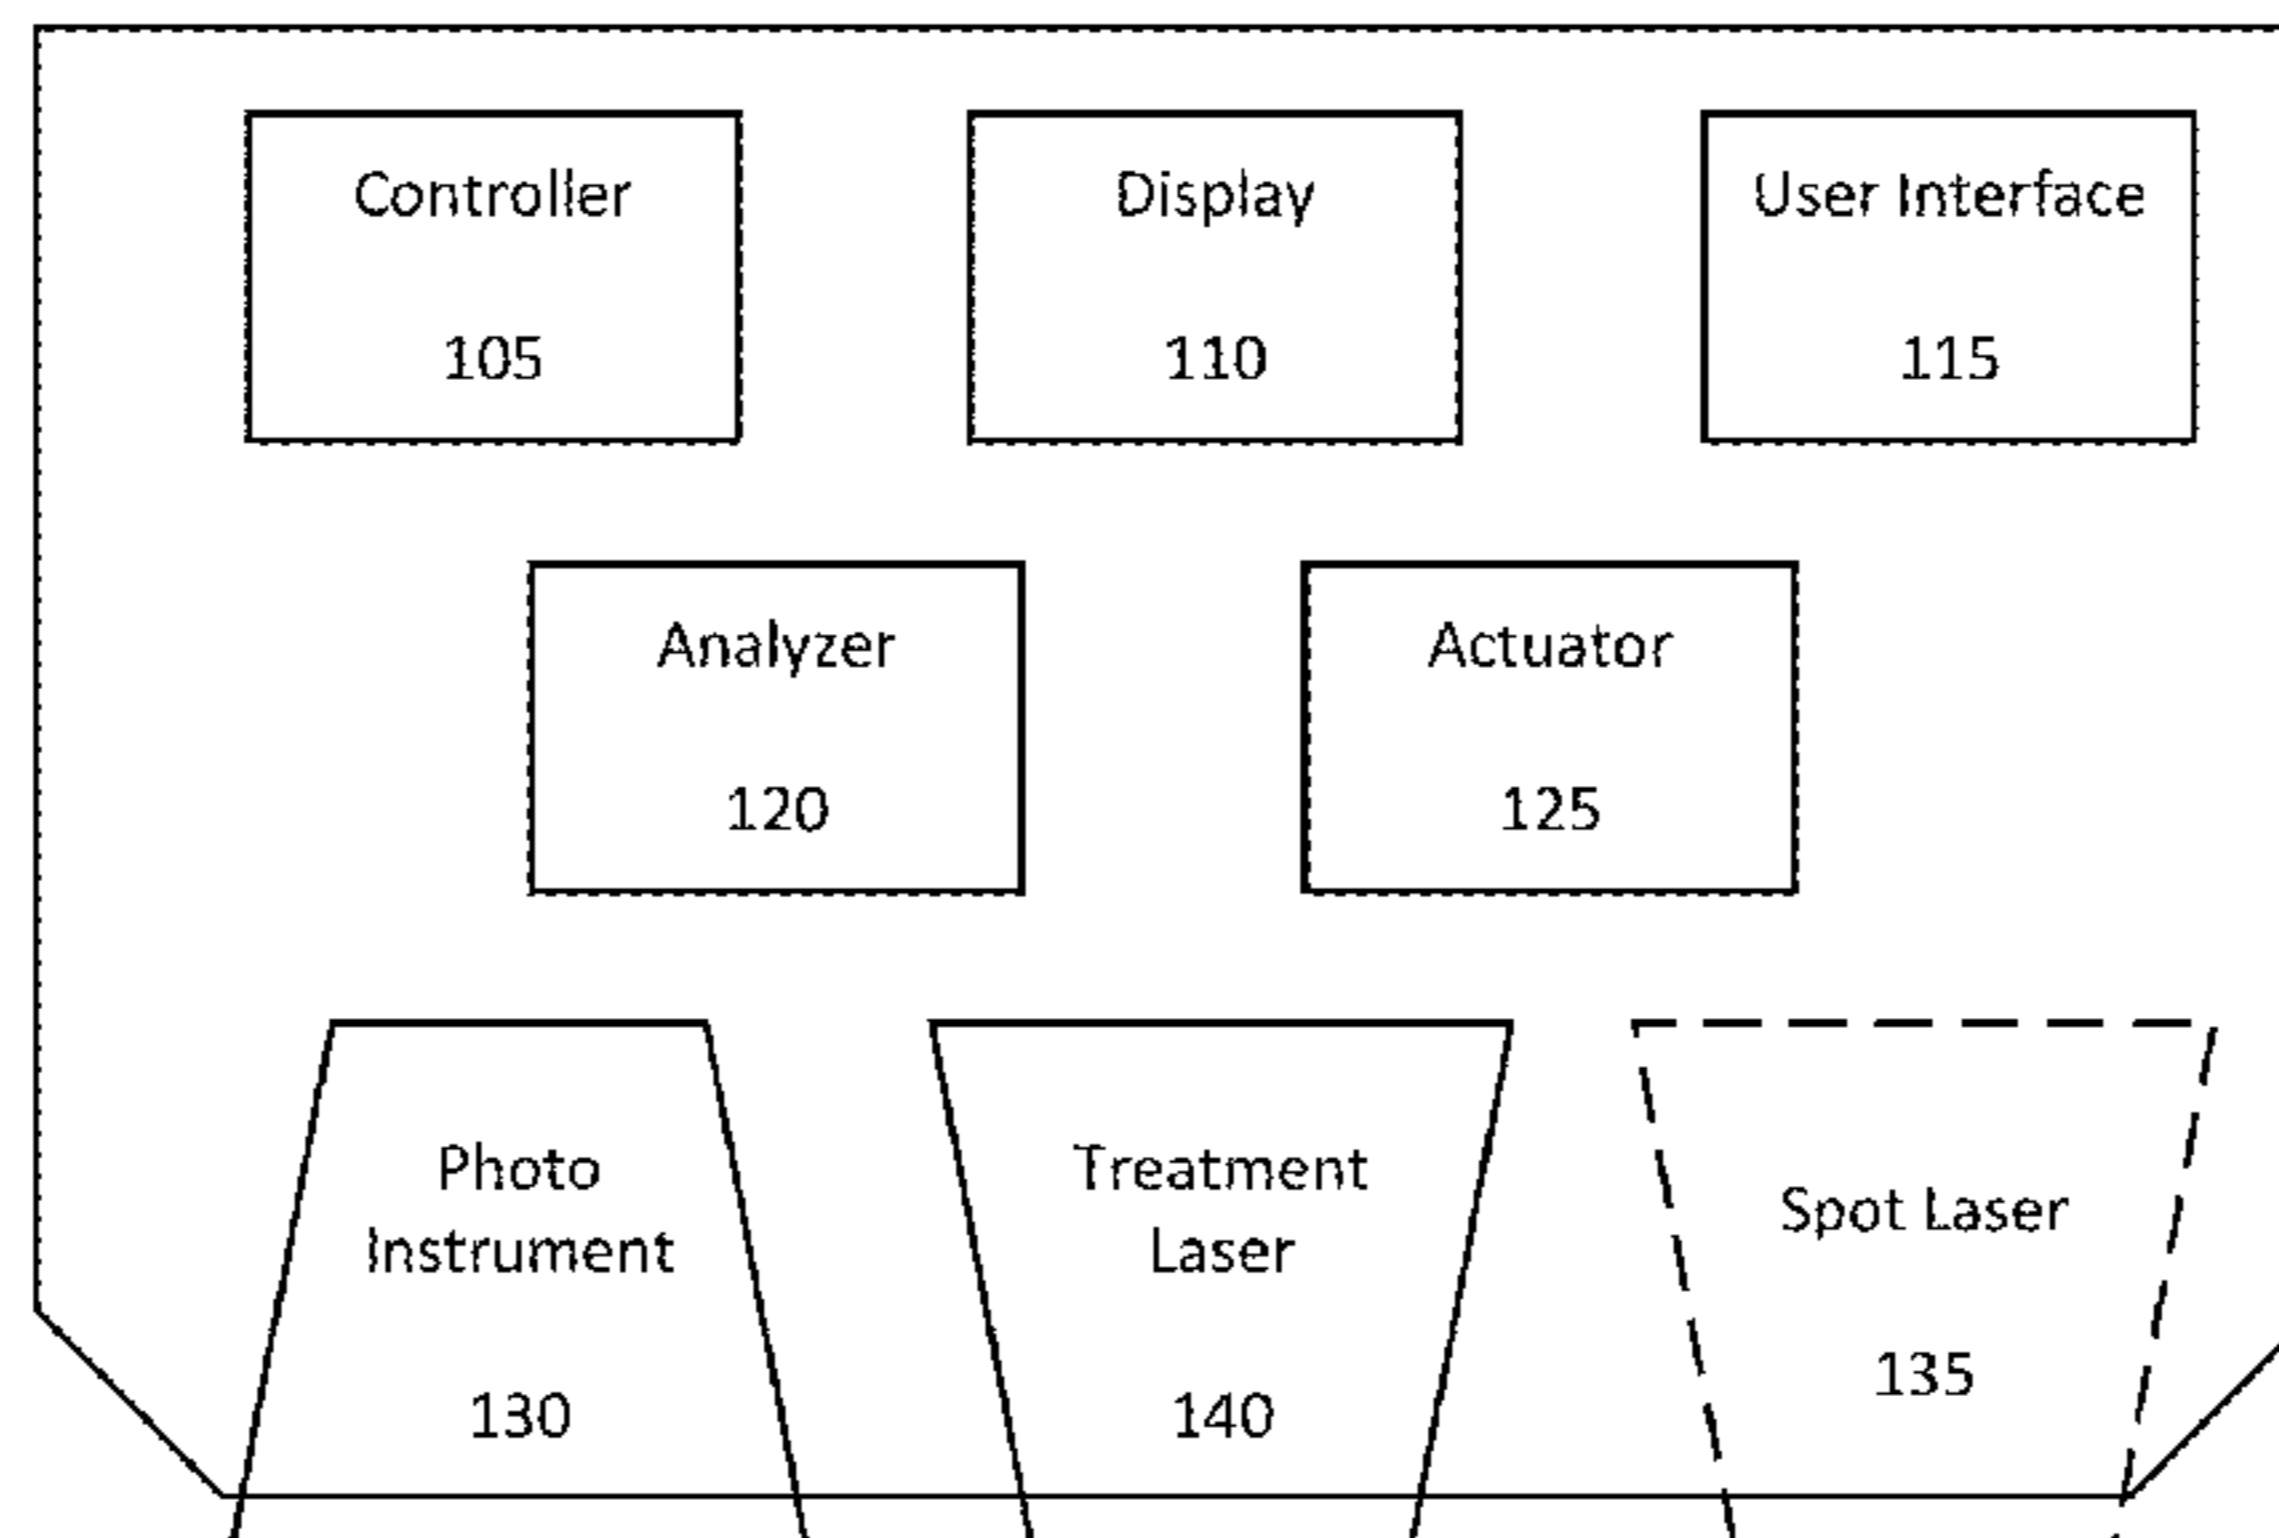 Controller
105
Display
110
User Interface
115
Analyzer
120
Actuator
125
Photo
Instrument
130
Treatment
Laser
140
Spot Laser
135